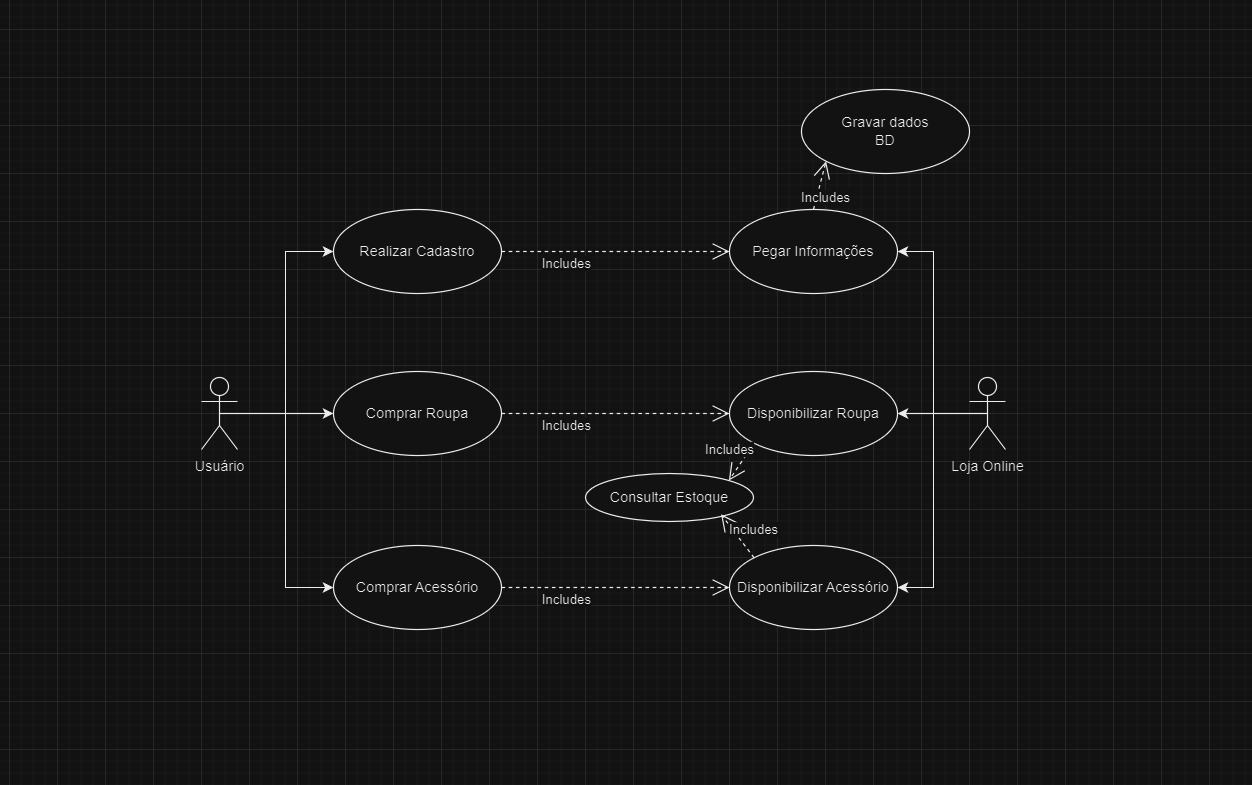 Gravar dados
BD
Includes
Realizar Cadastro
Includes
Pegar Informações
Usuário
Comprar Roupa
Includes
Disponibilizar Roupa
Loja Online
Includes
Consultar Estoque
Includes
Comprar Acessório
Includes
Disponibilizar Acessório